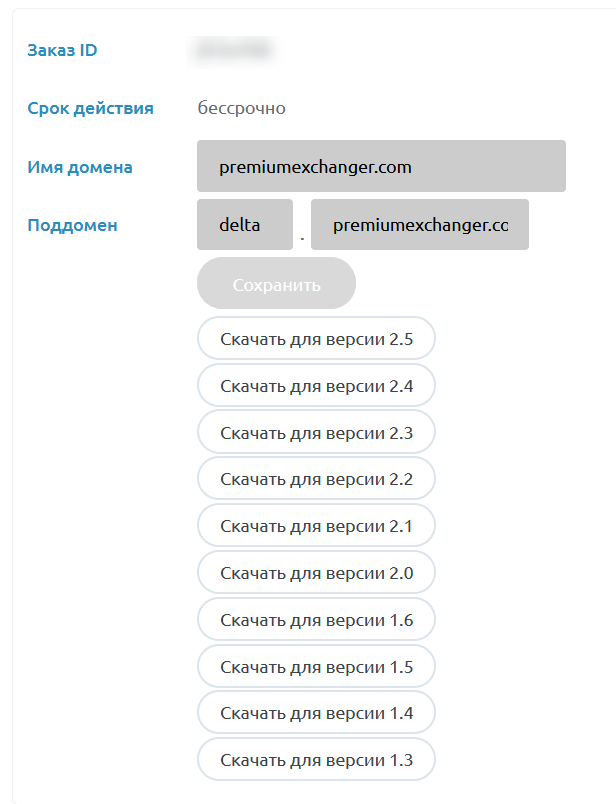 Заказ ID
Срок действия бессрочно
Имя домена premiumexchanger.com
Поддомен delta . premiumexchanger.co
Сохранить
Скачать для версии 2.5
Скачать для версии 2.4
Скачать для версии 2.3
Скачать для версии 2.2
Скачать для версии 2.1
Скачать для версии 2.0
Скачать для версии 1.6
Скачать для версии 1.5
Скачать для версии 1.4
Скачать для версии 1.3